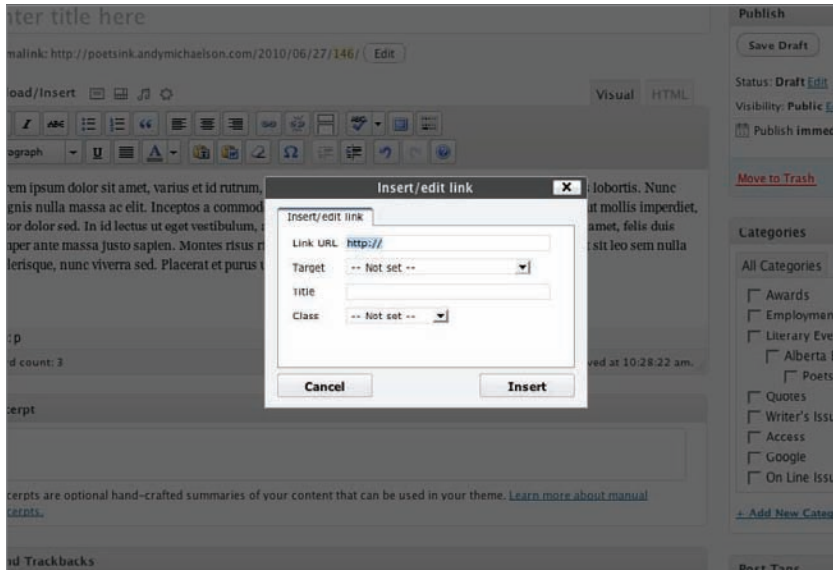 nter title here
malink: http://poetsink.andymichaelson.com/2010/06/27/146/ Edit
oad/Insert
Visual HTML
I ABC “ ABC
agraph U A Ω
em ipsum dolor sit amet, varius et id rutrum, s lobortis. Nunc
gnis nulla massa ac elit. Inceptos a commod ut mollis imperdiet,
or dolor sed. In id lectus ut eget vestibulum, amet, felis duis
per ante massa justo sapien. Montes risus r sit leo sem nulla
lerisque, nunc viverra sed. Placerat et purus
: p
d count: 3 ved at 10:28:22 am.
Insert/edit link X
Insert/edit link
Link URL http://
Target -- Not set --
Title
Class -- Not set --
Cancel Insert
cerpt
cerpts are optional hand-crafted summaries of your content that can be used in your theme. Learn more about manual
cerpts.
nd Trackbacks
Publish
Save Draft
Status: Draft Edit
Visibility: Public E
Publish immed
Move to Trash
Categories
All Categories
Awards
Employmen
Literary Eve
Alberta
Poets
Quotes
Writer's Issu
Access
Google
On Line Issu
+ Add New Categ
Post Tags